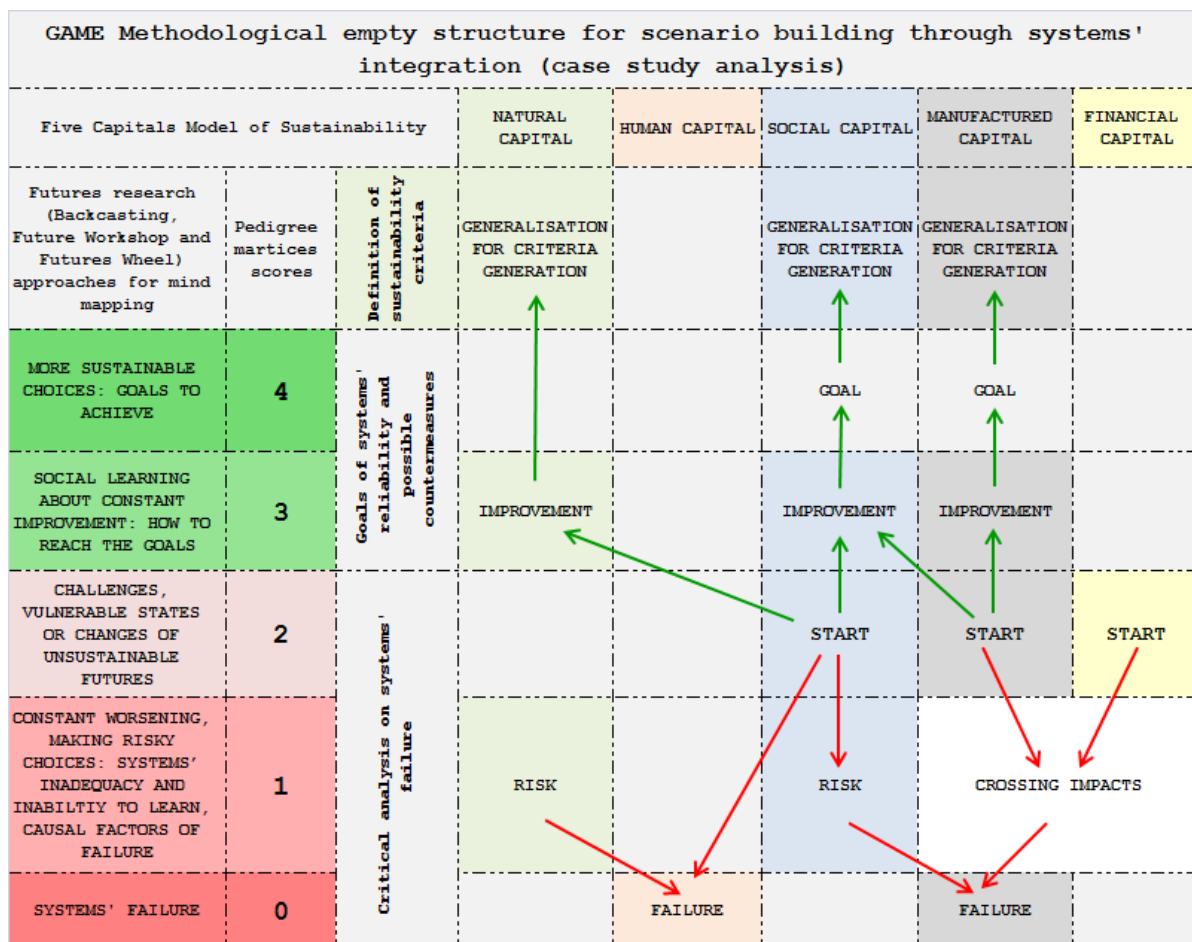 GAME Methodological empty structure for scenario building through systems'
integration (case study analysis)
Five Capitals Model of Sustainability
NATURAL
CAPITAL
HUMAN CAPITAL
SOCIAL CAPITAL
MANUFACTURED
CAPITAL
FINANCIAL
CAPITAL
Futures research
(Backcasting,
Future Workshop and
Futures Wheel)
approaches for mind
mapping
Pedigree
martices
scores
Definition of
sustainability
criteria
GENERALISATION
FOR CRITERIA
GENERATION
GENERALISATION
FOR CRITERIA
GENERATION
GENERALISATION
FOR CRITERIA
GENERATION
MORE SUSTAINABLE
CHOICES: GOALS TO
ACHIEVE
4
Goals of systems'
reliability and
possible
countermeasures
GOAL
GOAL
SOCIAL LEARNING
ABOUT CONSTANT
IMPROVEMENT: HOW TO
REACH THE GOALS
3
IMPROVEMENT
IMPROVEMENT
IMPROVEMENT
CHALLENGES,
VULNERABLE STATES
OR CHANGES OF
UNSUSTAINABLE
FUTURES
2
Critical analysis on systems'
failure
START
START
START
CONSTANT WORSENING,
MAKING RISKY
CHOICES: SYSTEMS’
INADEQUACY AND
INABILTIY TO LEARN,
CAUSAL FACTORS OF
FAILURE
1
RISK
RISK
CROSSING IMPACTS
SYSTEMS' FAILURE
0
FAILURE
FAILURE